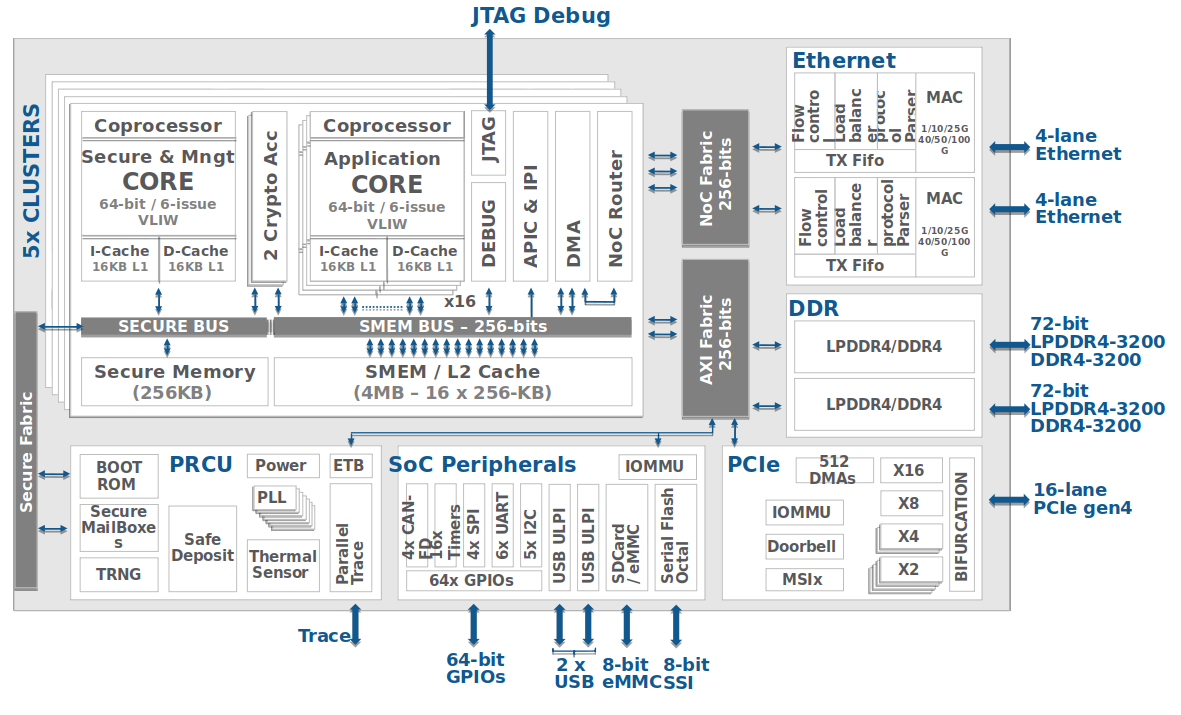 JTAG Debug
5x CLUSTERS
Coprocessor
Secure & Mngt
CORE
64-bit / 6-issue
VLIW
I-Cache
16KB L1
D-Cache
16KB L1
2 Crypto Acc
Coprocessor
Application
CORE
64-bit / 6-issue
VLIW
I-Cache
16KB L1
D-Cache
16KB L1
x16
JTAG
DEBUG
APIC & IPI
DMA
NoC Router
SECURE BUS
SMEM BUS – 256-bits
Secure Memory
(256KB)
SMEM / L2 Cache
(4MB – 16 x 256-KB)
NoC Fabric
256-bits
AXI Fabric
256-bits
Secure Fabric
Ethernet
Flow
contro
l
Load
balanc
er
protoc
ol
Parser
MAC
1/10/25G
40/50/100
G
TX Fifo
Flow
control
Load
balance
r
protocol
Parser
MAC
1/10/25G
40/50/100
G
TX Fifo
4-lane
Ethernet
4-lane
Ethernet
DDR
LPDDR4/DDR4
LPDDR4/DDR4
72-bit
LPDDR4-3200
DDR4-3200
72-bit
LPDDR4-3200
DDR4-3200
PRCU
BOOT
ROM
Secure
MailBoxe
s
TRNG
Safe
Deposit
Power
PLL
Thermal
Sensor
ETB
Parallel
Trace
SoC Peripherals
IOMMU
4x CAN-
FD
16x
Timers
4x SPI
6x UART
5x I2C
64x GPIOs
USB ULPI
USB ULPI
SDCard
/ eMMC
Serial Flash
Octal
PCIe
512
DMAs
IOMMU
Doorbell
MSIx
X16
X8
X4
X2
BIFURCATION
16-lane
PCIe gen4
Trace
64-bit
GPIOs
2 x
USB
8-bit
eMMC
8-bit
SSI